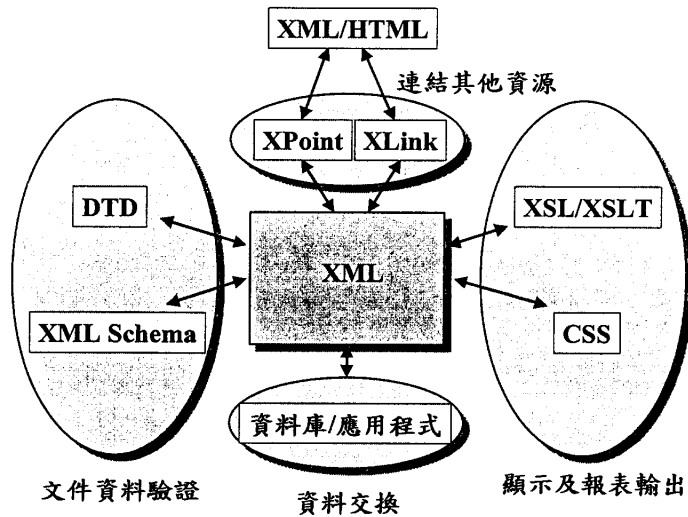 XML/HTML
連結其他資源
XPoint XLink
DTD
XSL/XSLT
XML
XML Schema
CSS
資料庫/應用程式
文件資料驗證
資料交換
顯示及報表輸出